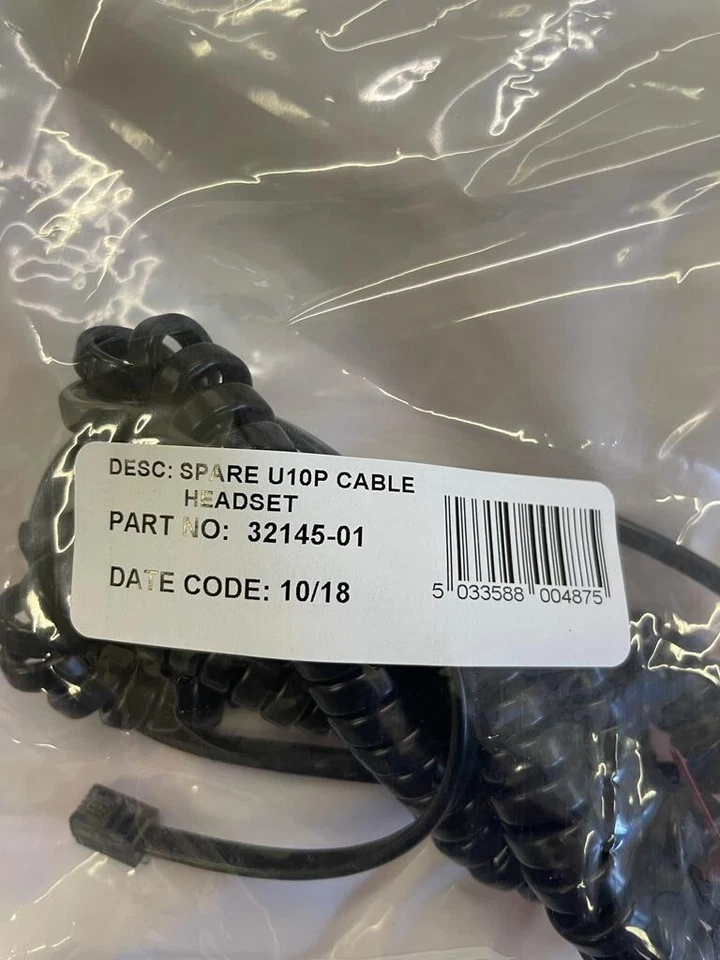 DESC: SPARE U10P CABLE
HEADSET
PART NO: 32145-01
DATE CODE: 10/18
5 033588 004875